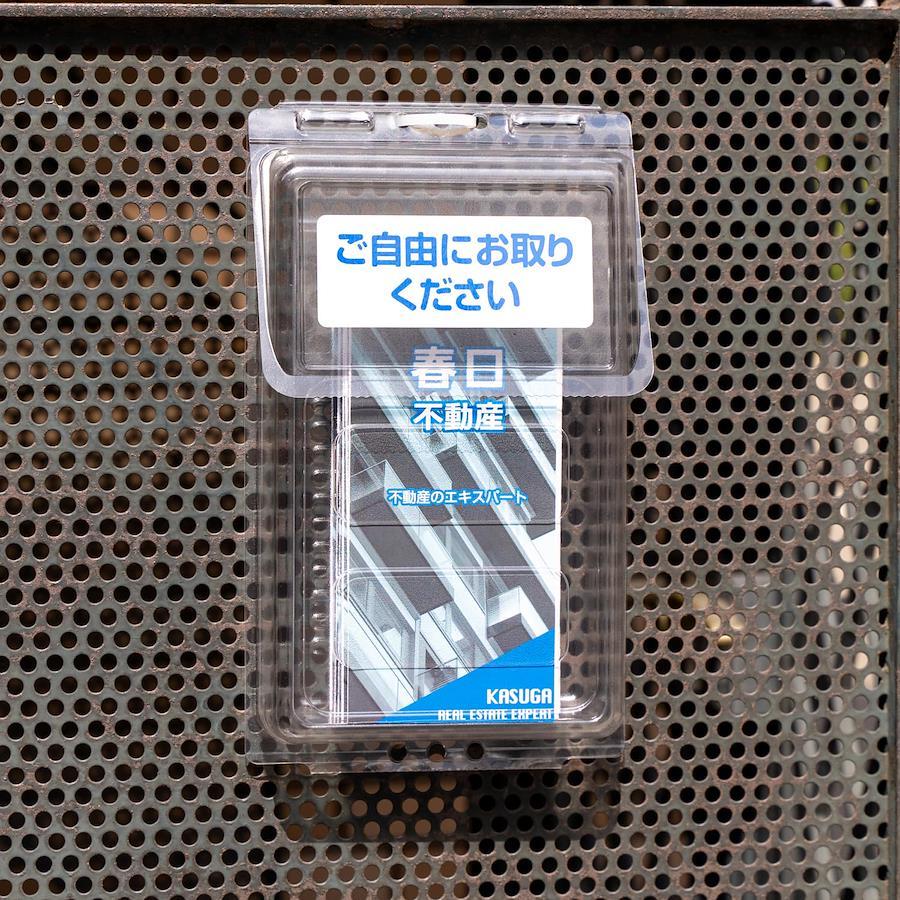 ご自由にお取り
ください
春日
不動産
不動産のエキスパート
KASUGA
REAL ESTATE EXPERT